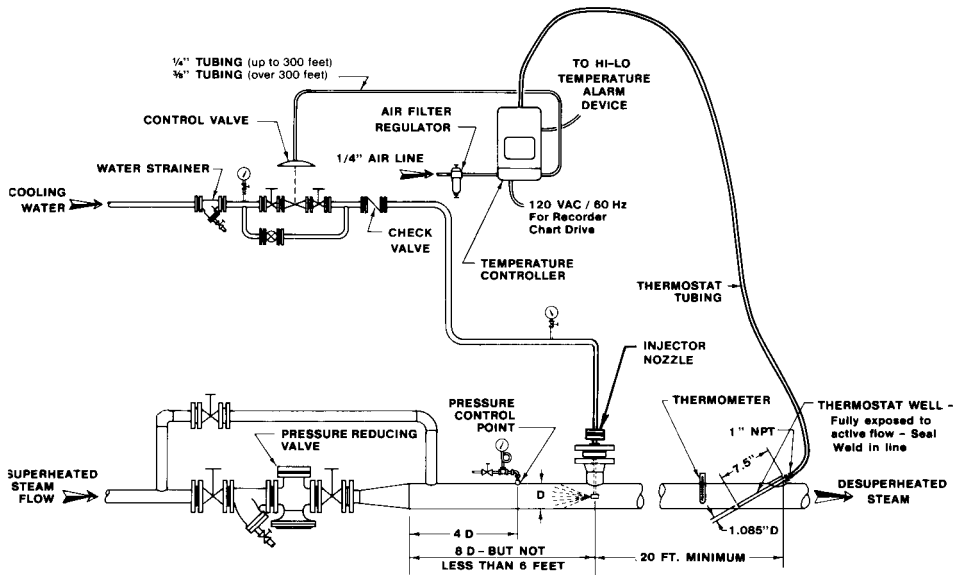 ¼" TUBING (up to 300 feet)
⅜" TUBING (over 300 feet)
CONTROL VALVE
WATER STRAINER
COOLING
WATER
CHECK
VALVE
AIR FILTER
REGULATOR
1/4" AIR LINE
TO HI-LO
TEMPERATURE
ALARM
DEVICE
120 VAC / 60 Hz
For Recorder
Chart Drive
TEMPERATURE
CONTROLLER
THERMOSTAT
TUBING
INJECTOR
NOZZLE
PRESSURE
CONTROL
POINT
PRESSURE REDUCING
VALVE
SUPERHEATED
STEAM
FLOW
THERMOMETER
1" NPT
THERMOSTAT WELL –
Fully exposed to
active flow – Seal
Weld in line
7.5"
1.085"D
DESUPERHEATED
STEAM
D
4 D
8 D – BUT NOT
LESS THAN 6 FEET
20 FT. MINIMUM